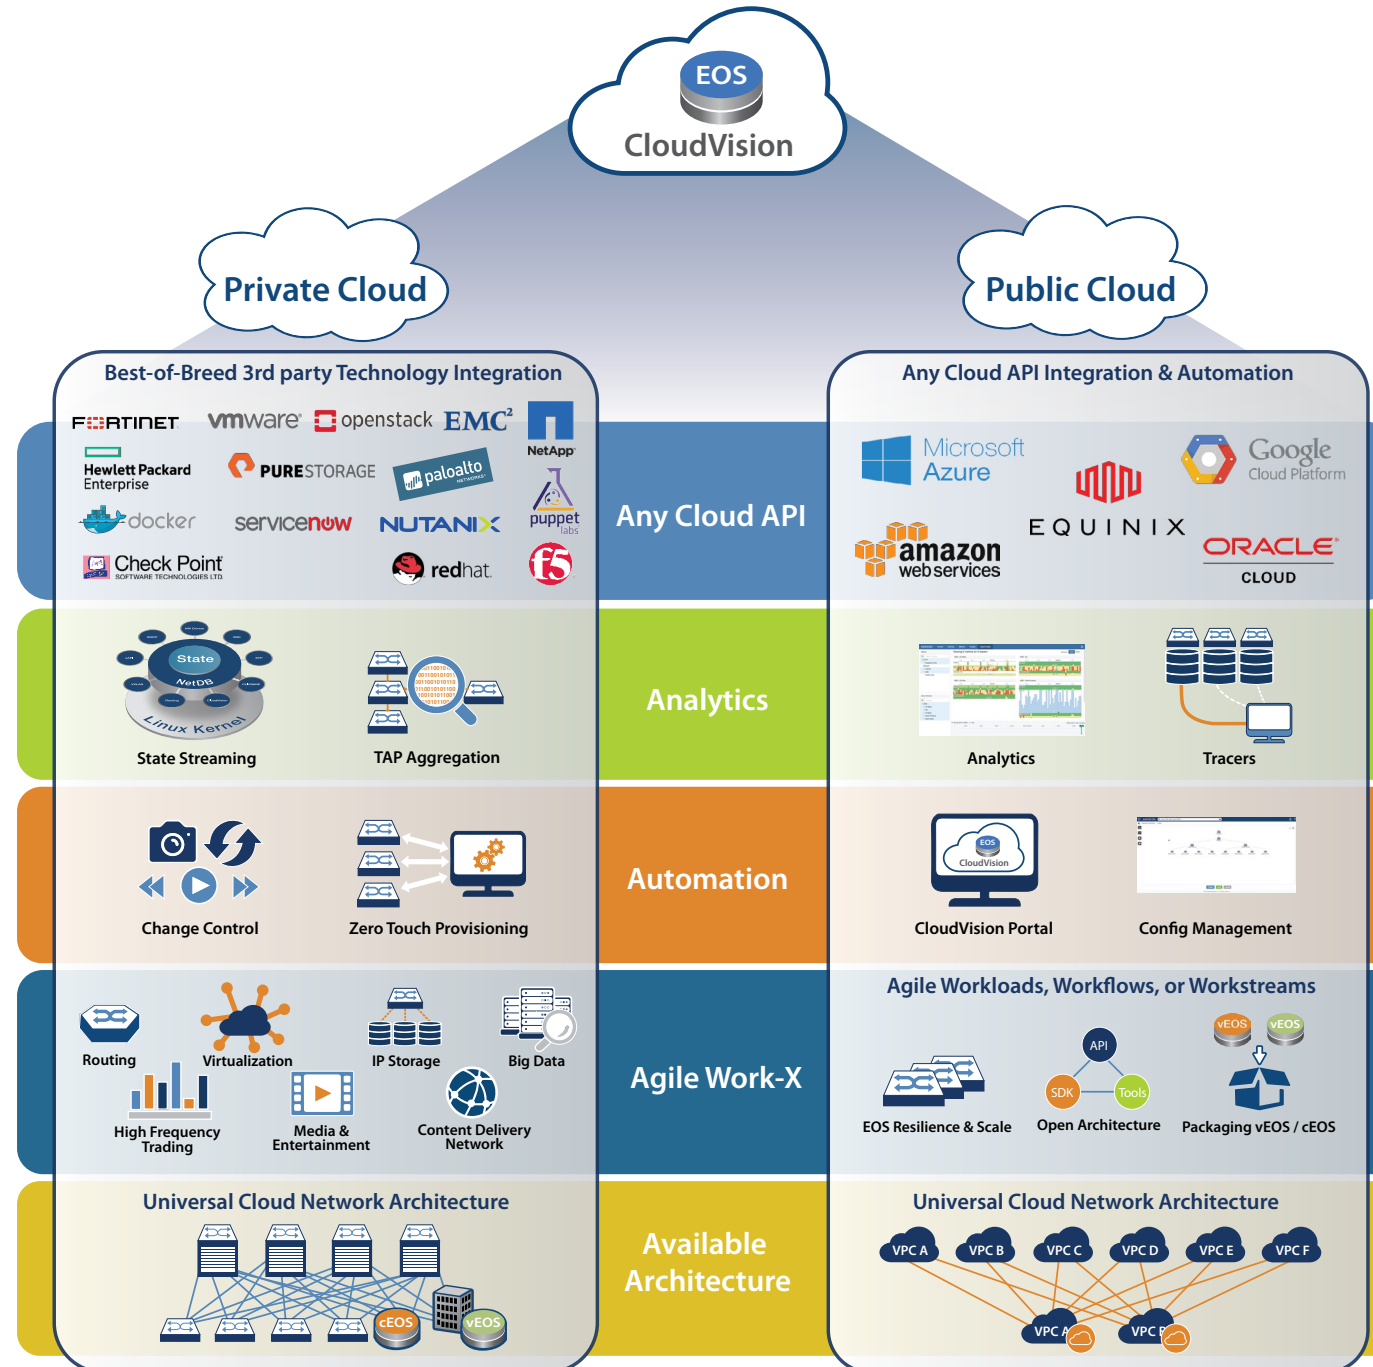 EOS
CloudVision
Private Cloud
Public Cloud
Best-of-Breed 3rd party Technology Integration
FORTINET
vmware
openstack
EMC²
NetApp
Hewlett Packard
Enterprise
PURESTORAGE
paloalto
NETWORKS
puppet
labs
docker
servicenow
NUTANIX
Check Point
SOFTWARE TECHNOLOGIES LTD.
redhat.
f5
Any Cloud API
Any Cloud API Integration & Automation
Microsoft
Azure
EQUINIX
Google
Cloud Platform
amazon
webservices
ORACLE
CLOUD
State
NetDB
Linux Kernel
State Streaming
TAP Aggregation
Analytics
Analytics
Tracers
Change Control
Zero Touch Provisioning
Automation
EOS
CloudVision
CloudVision Portal
Config Management
Routing
Virtualization
IP Storage
Big Data
High Frequency
Trading
Media &
Entertainment
Content Delivery
Network
Agile Work-X
Agile Workloads, Workflows, or Workstreams
EOS Resilience & Scale
API
SDK
Tools
Open Architecture
vEOS
vEOS
Packaging vEOS / cEOS
Universal Cloud Network Architecture
cEOS
vEOS
Available
Architecture
Universal Cloud Network Architecture
VPC A
VPC B
VPC C
VPC D
VPC E
VPC F
VPC
VPC